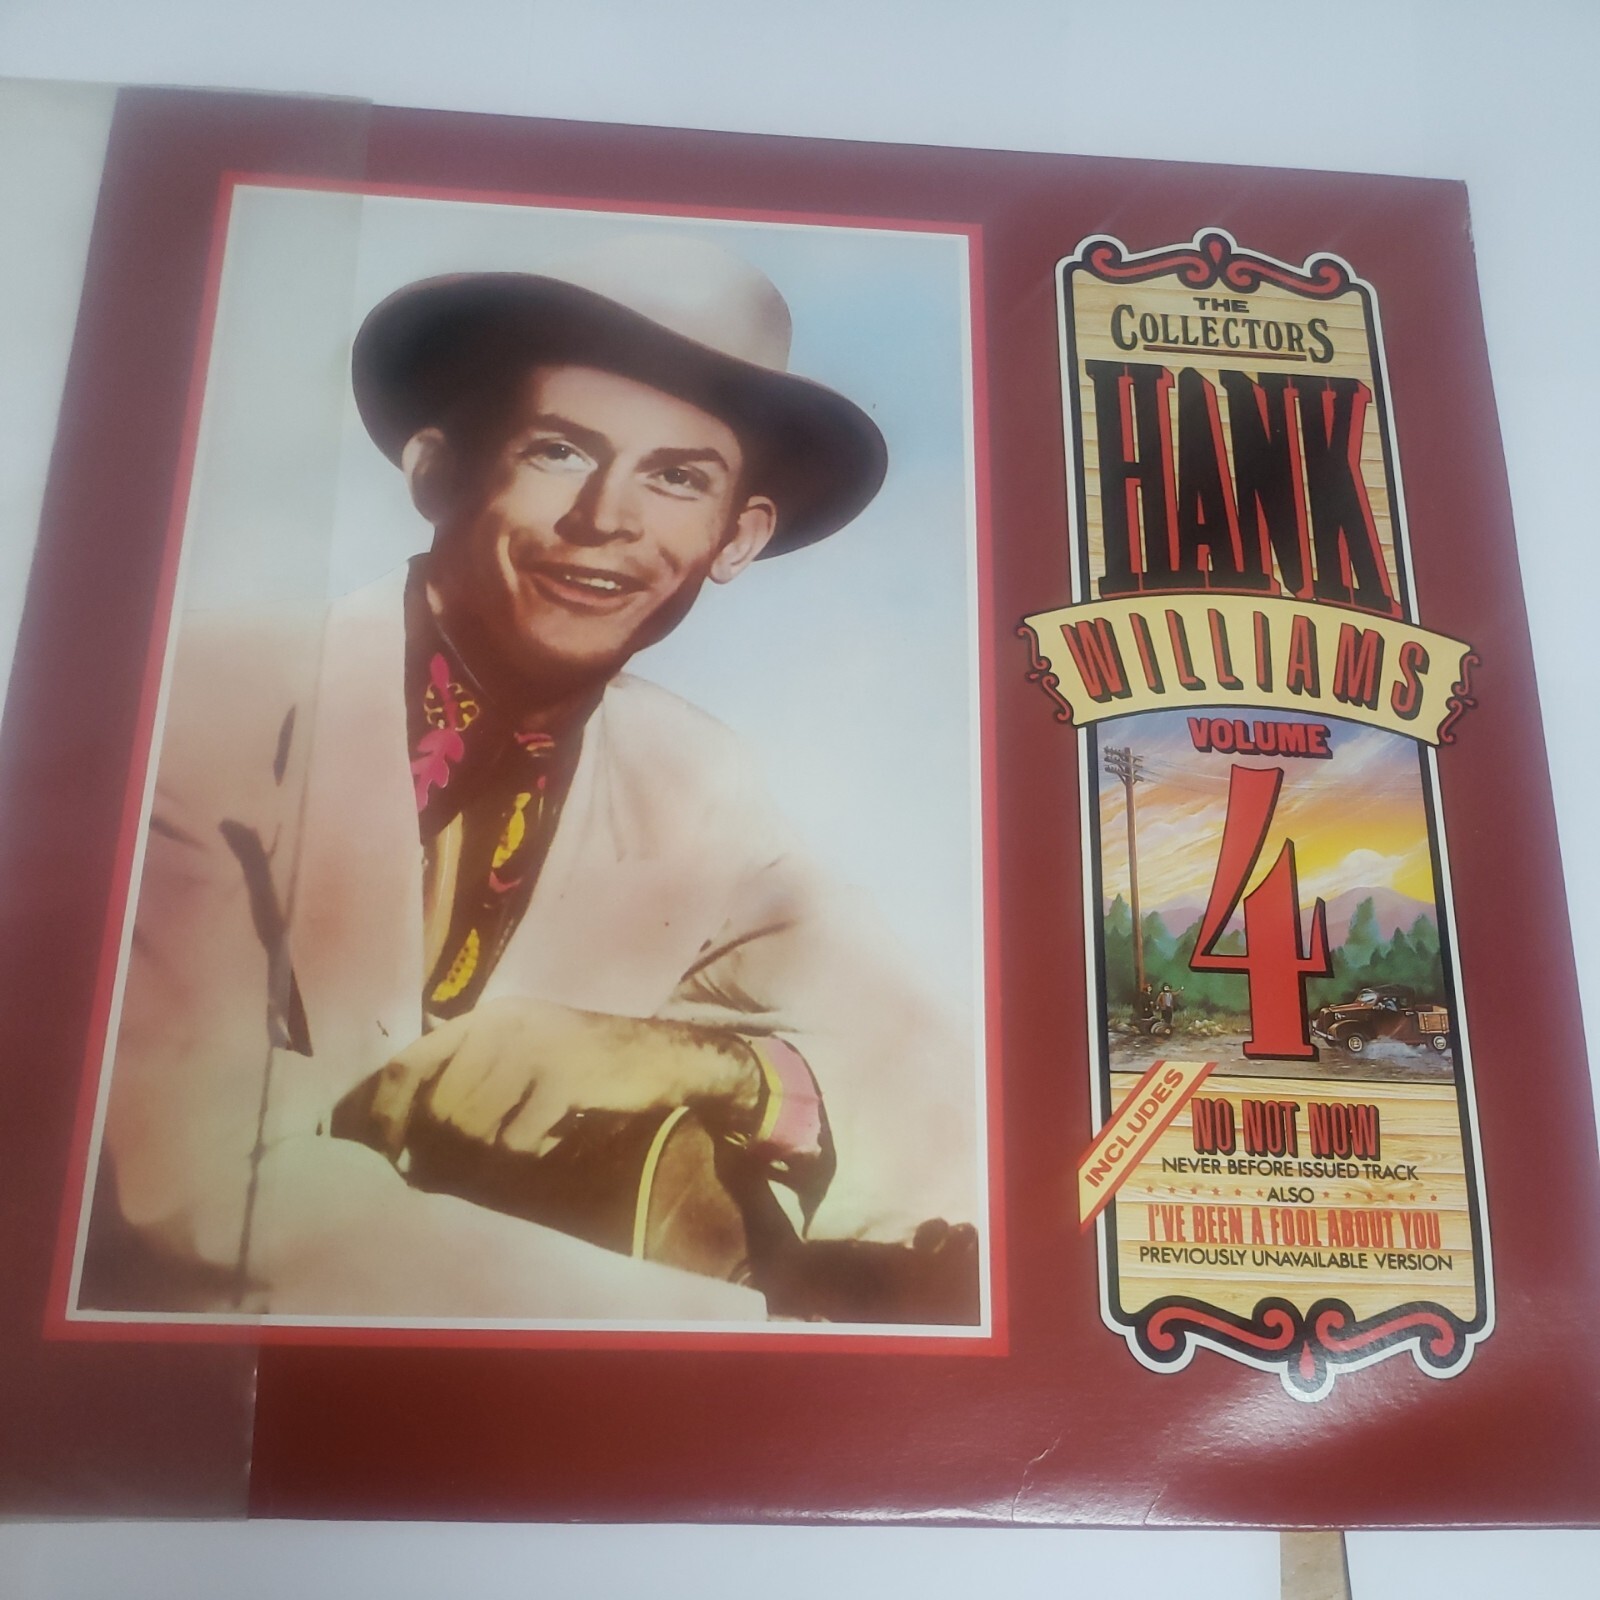 THE
COLLECTORS
HANK
WILLIAMS
VOLUME
4
INCLUDES
NO NOT NOW
NEVER BEFORE ISSUED TRACK
ALSO
I'VE BEEN A FOOL ABOUT YOU
PREVIOUSLY UNAVAILABLE VERSION